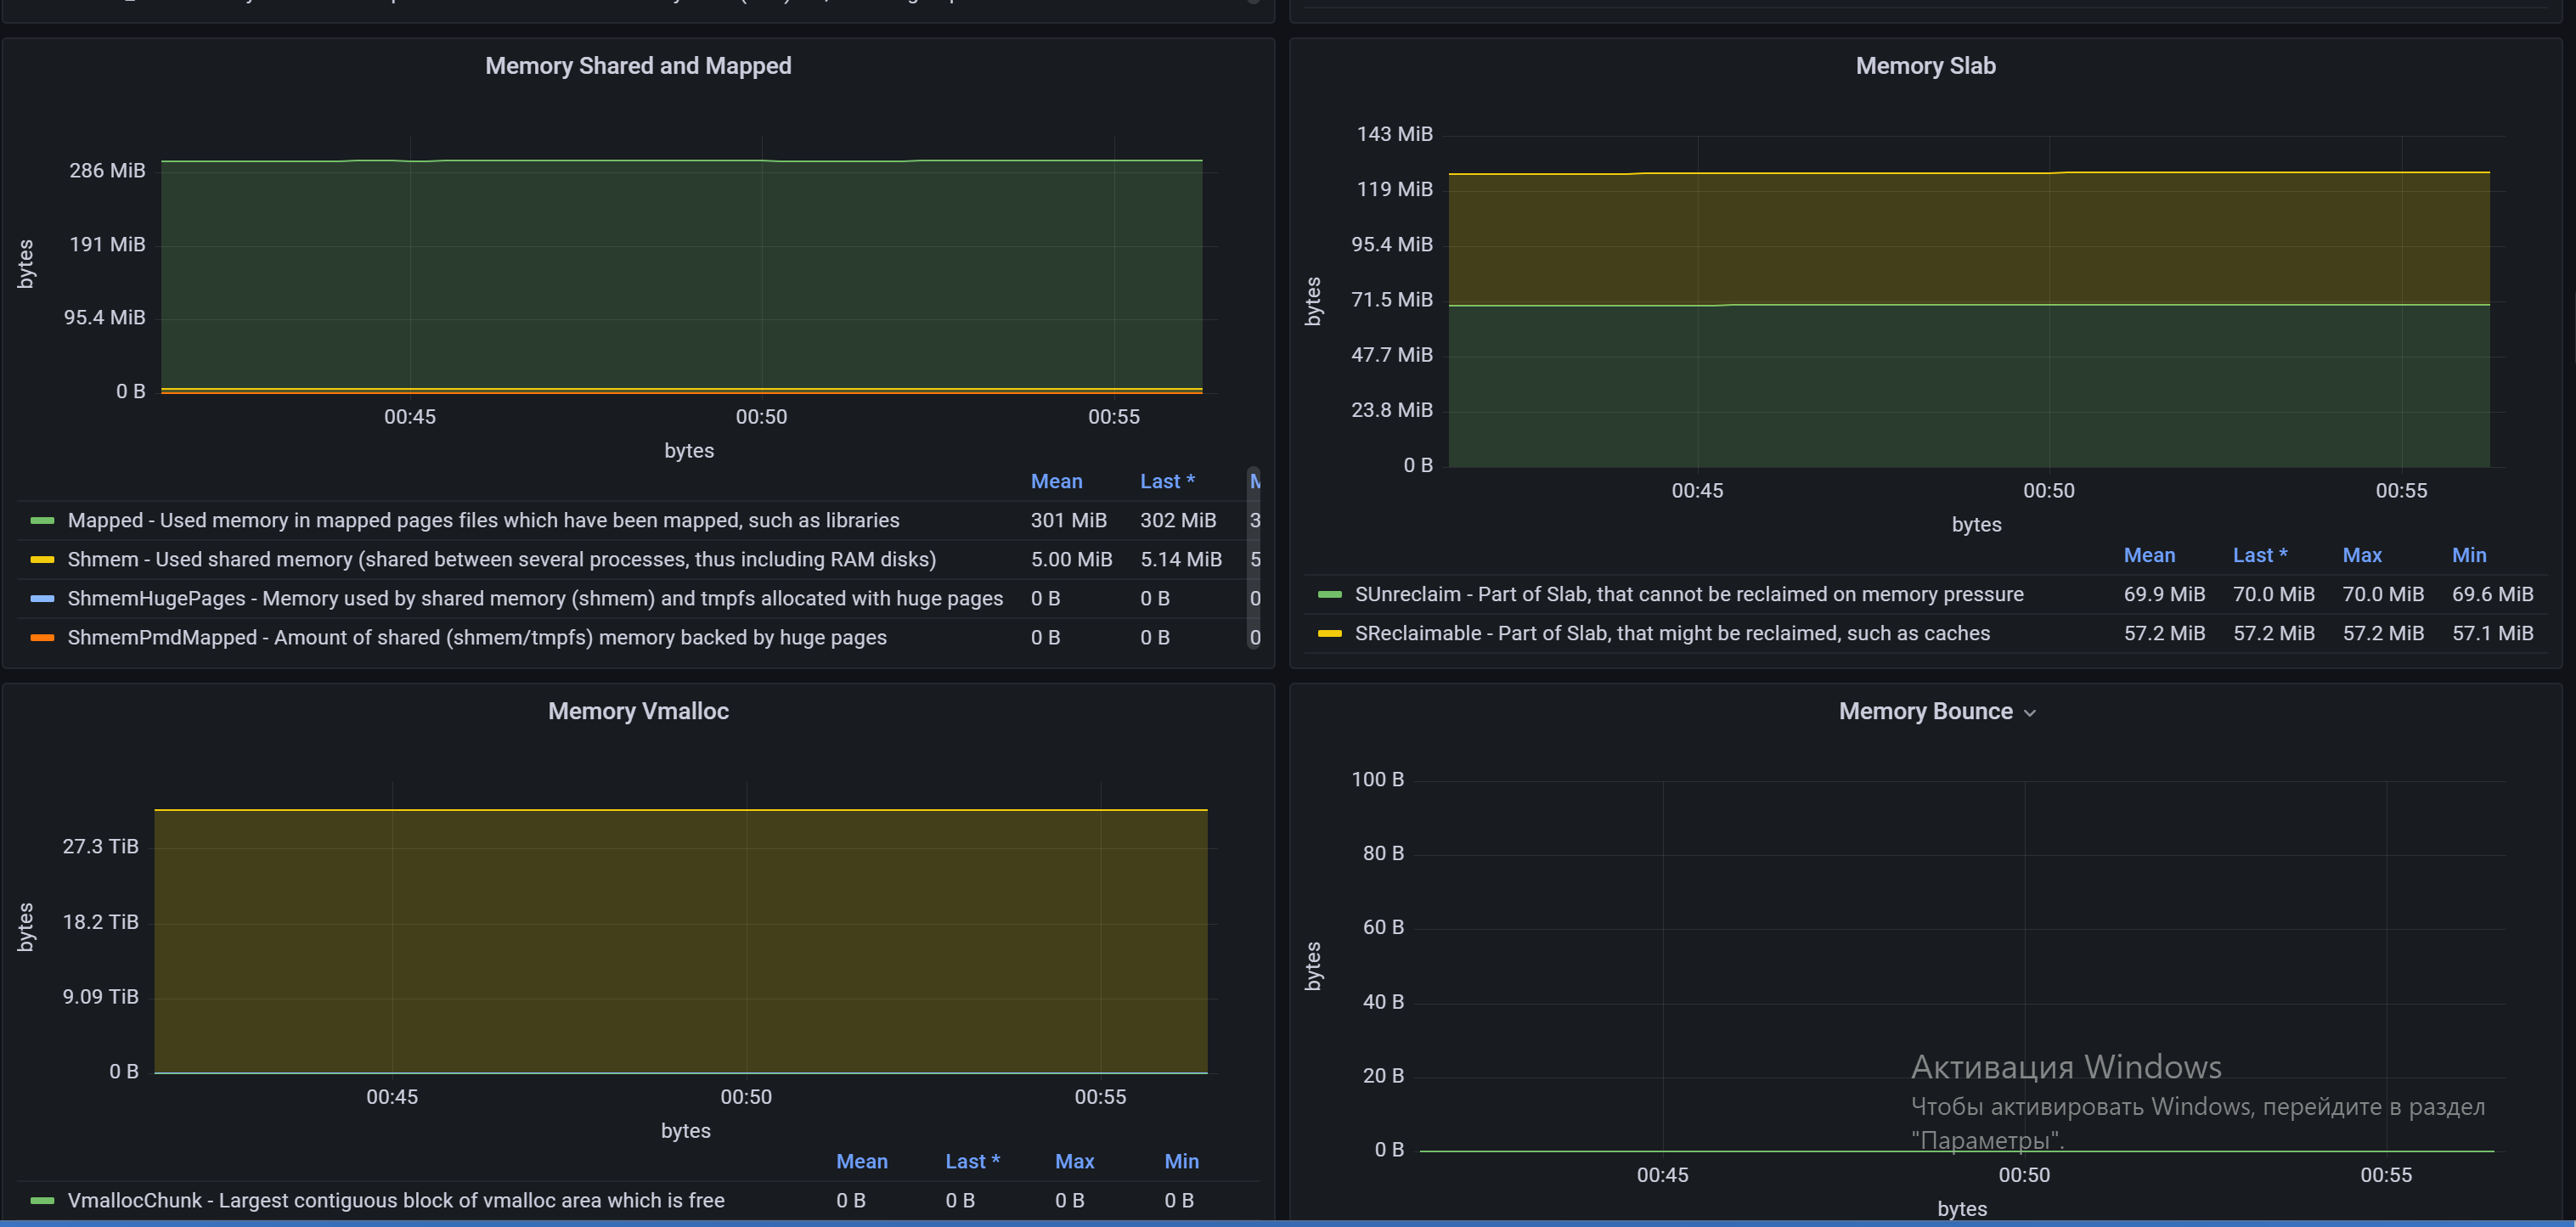 Memory Shared and Mapped
286 MiB
191 MiB
95.4 MiB
0 B
bytes
00:45 00:50 00:55
bytes
Mean Last *
Mapped - Used memory in mapped pages files which have been mapped, such as libraries 301 MiB 302 MiB 3
Shmem - Used shared memory (shared between several processes, thus including RAM disks) 5.00 MiB 5.14 MiB 5
ShmemHugePages - Memory used by shared memory (shmem) and tmpfs allocated with huge pages 0 B 0 B 0
ShmemPmdMapped - Amount of shared (shmem/tmpfs) memory backed by huge pages 0 B 0 B 0
Memory Slab
143 MiB
119 MiB
95.4 MiB
71.5 MiB
47.7 MiB
23.8 MiB
0 B
bytes
00:45 00:50 00:55
bytes
Mean Last * Max Min
SUnreclaim - Part of Slab, that cannot be reclaimed on memory pressure 69.9 MiB 70.0 MiB 70.0 MiB 69.6 MiB
SReclaimable - Part of Slab, that might be reclaimed, such as caches 57.2 MiB 57.2 MiB 57.2 MiB 57.1 MiB
Memory Vmalloc
27.3 TiB
18.2 TiB
9.09 TiB
0 B
bytes
00:45 00:50 00:55
bytes
Mean Last * Max Min
VmallocChunk - Largest contiguous block of vmalloc area which is free 0 B 0 B 0 B 0 B
Memory Bounce
100 B
80 B
60 B
40 B
20 B
0 B
bytes
00:45 00:50 00:55
bytes
Активация Windows
Чтобы активировать Windows, перейдите в раздел
"Параметры".